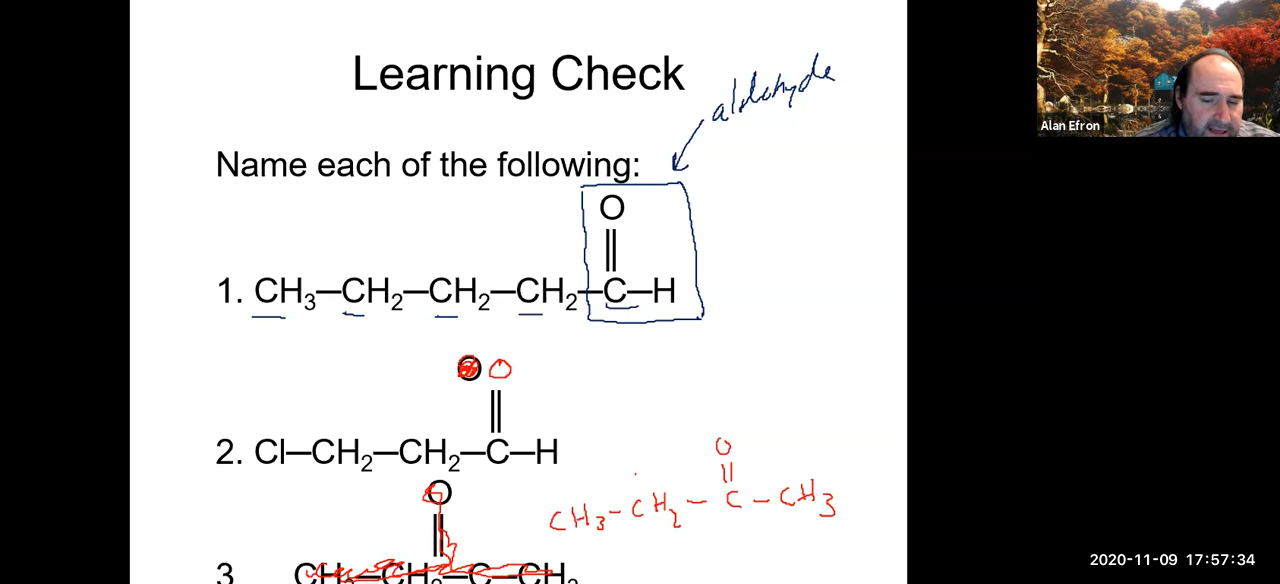 Learning Check
aldehyde
Alan Efron
Name each of the following:
O
1. CH₃–CH₂–CH₂–CH₂–C–H
O
2. Cl–CH₂–CH₂–C–H
O
CH₃–CH₂–C–CH₃
O
3
2020-11-09 17:57:34